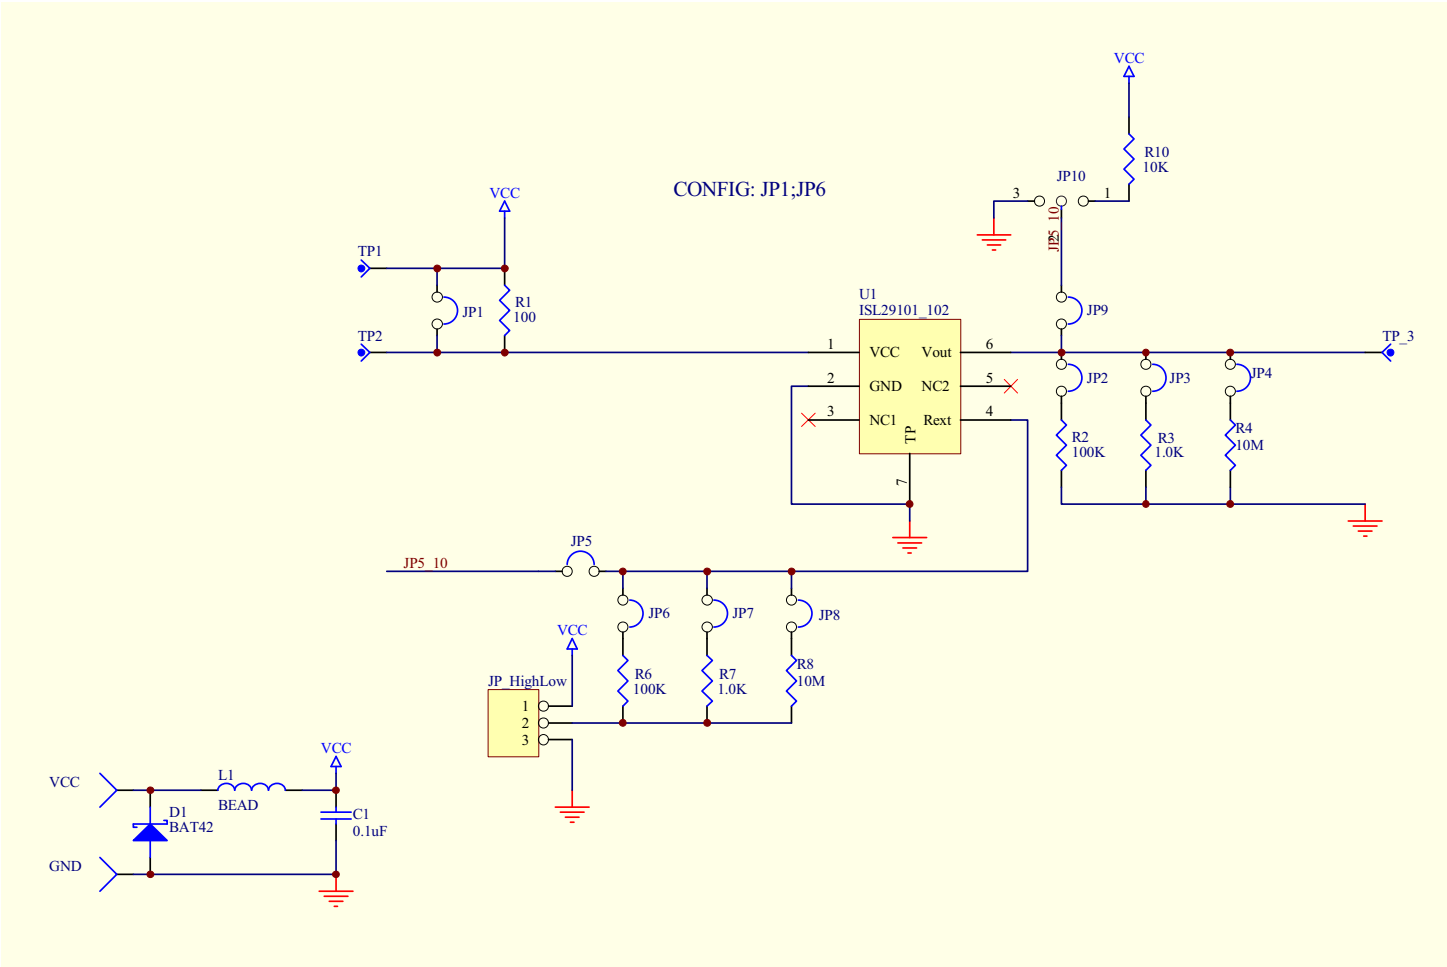 VCC
R10
10K
JP10
3
1
JP5_10
CONFIG: JP1;JP6
VCC
TP1
JP1
R1
100
TP2
U1
ISL29101_102
1
VCC
Vout
6
2
GND
NC2
5
3
NC1
Rext
4
TP
7
JP9
TP_3
JP2
JP3
JP4
R2
100K
R3
1.0K
R4
10M
JP5
JP5_10
JP6
JP7
JP8
VCC
R6
100K
R7
1.0K
R8
10M
JP_HighLow
1
2
3
VCC
VCC
L1
BEAD
D1
BAT42
C1
0.1uF
GND